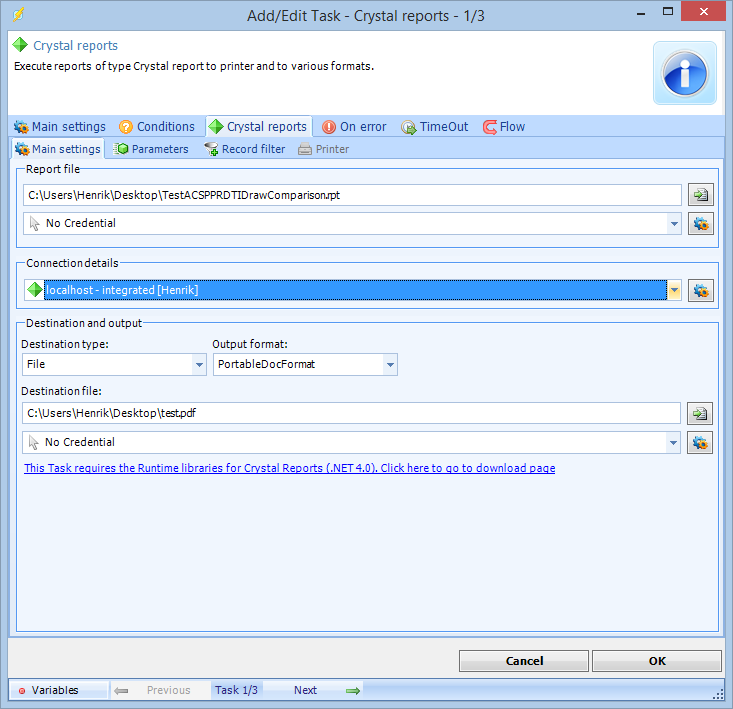 Add/Edit Task - Crystal reports - 1/3
Crystal reports
Execute reports of type Crystal report to printer and to various formats.
Main settings Conditions Crystal reports On error TimeOut Flow
Main settings Parameters Record filter Printer
Report file
C:\Users\Henrik\Desktop\TestACSPPRDTIDrawComparison.rpt
No Credential
Connection details
localhost - integrated [Henrik]
Destination and output
Destination type: Output format:
File PortableDocFormat
Destination file:
C:\Users\Henrik\Desktop\test.pdf
No Credential
This Task requires the Runtime libraries for Crystal Reports (.NET 4.0). Click here to go to download page
Cancel OK
Variables Previous Task 1/3 Next